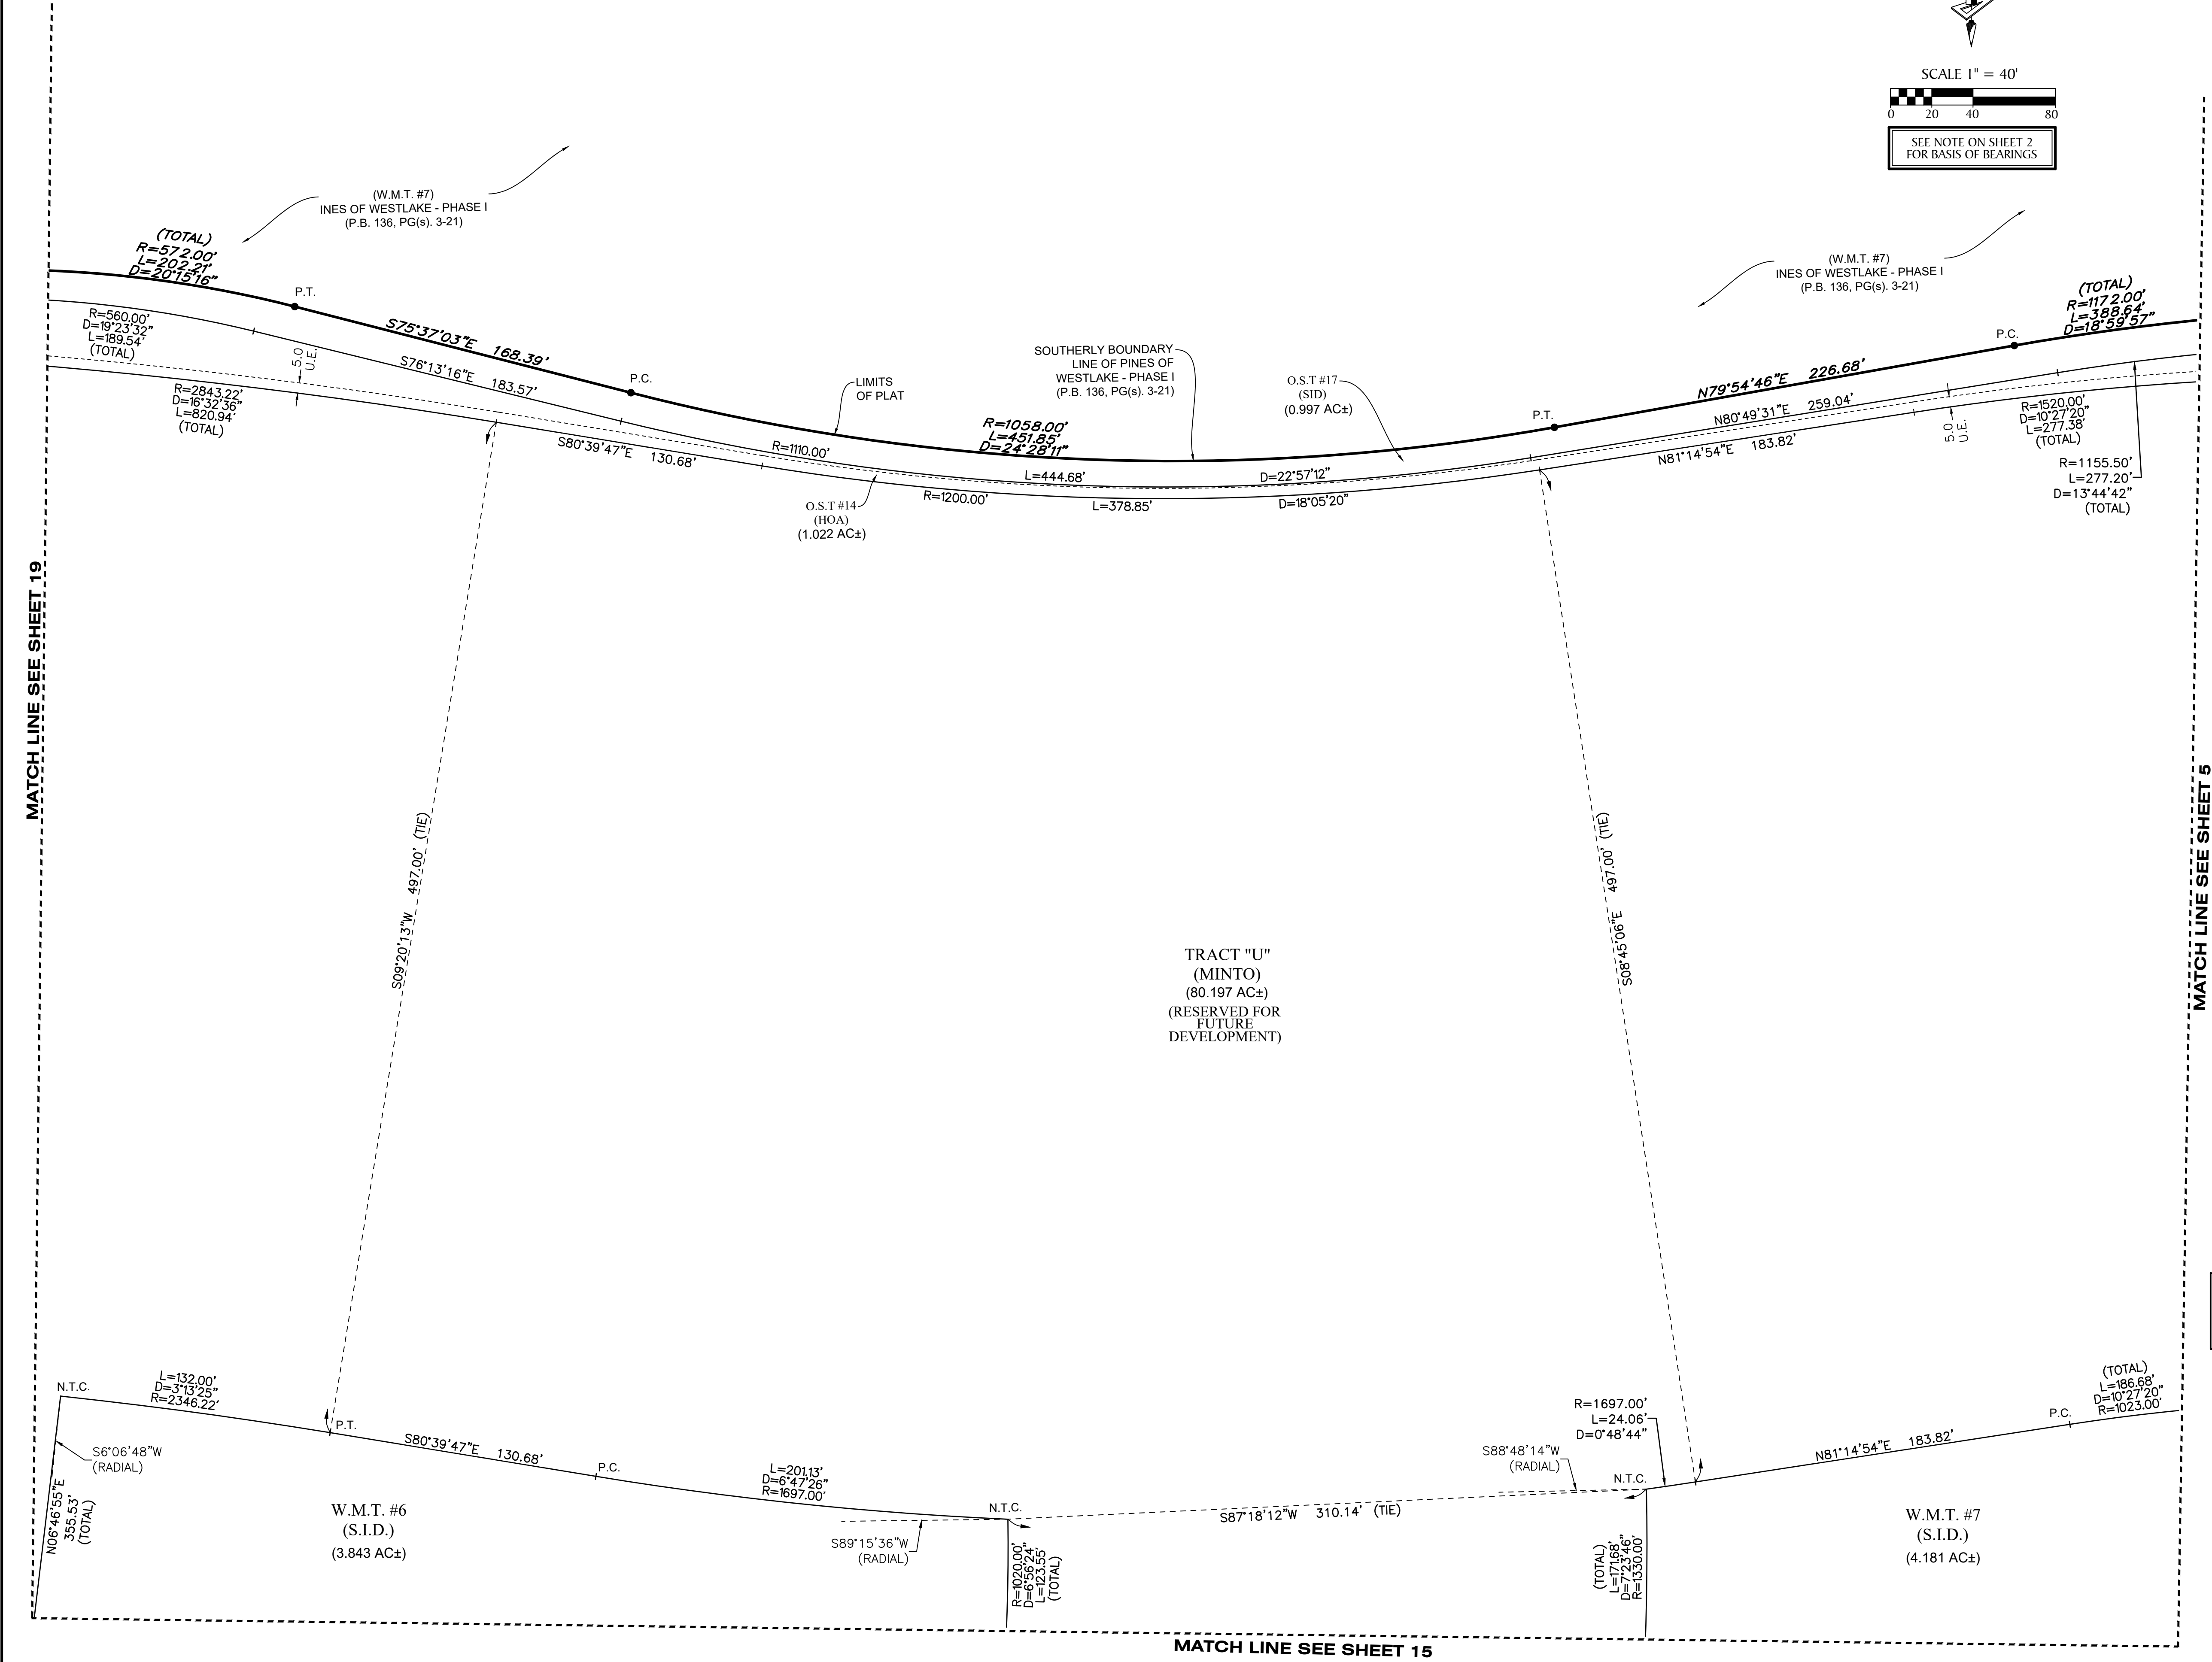 SCALE 1" = 40'
0 20 40 80
SEE NOTE ON SHEET 2
FOR BASIS OF BEARINGS
(W.M.T. #7)
INES OF WESTLAKE - PHASE I
(P.B. 136, PG(s). 3-21)
(TOTAL)
R=572.00'
L=202.21'
D=20°15'16"
P.T.
R=560.00'
D=19°23'32"
L=189.54'
(TOTAL)
5.0
U.E.
S75°37'03"E 168.39'
S76°13'16"E 183.57'
P.C.
R=2843.22'
D=16°32'36"
L=820.94'
(TOTAL)
S80°39'47"E 130.68'
LIMITS
OF PLAT
R=1110.00'
L=444.68'
D=22°57'12"
O.S.T #14
(HOA)
(1.022 AC±)
R=1200.00'
L=378.85'
D=18°05'20"
R=1058.00'
L=451.85'
D=24°28'11"
SOUTHERLY BOUNDARY
LINE OF PINES OF
WESTLAKE - PHASE I
(P.B. 136, PG(s). 3-21)
O.S.T #17
(SID)
(0.997 AC±)
P.T.
(W.M.T. #7)
INES OF WESTLAKE - PHASE I
(P.B. 136, PG(s). 3-21)
N79°54'46"E 226.68'
N80°49'31"E 259.04'
N81°14'54"E 183.82'
P.C.
(TOTAL)
R=1172.00'
L=388.64'
D=18°59'57"
5.0
U.E.
R=1520.00'
D=10°27'20"
L=277.38'
(TOTAL)
R=1155.50'
L=277.20'
D=13°44'42"
(TOTAL)
MATCH LINE SEE SHEET 19
S09°20'13"W 497.00' (TIE)
S08°45'06"E 497.00' (TIE)
MATCH LINE SEE SHEET 5
TRACT "U"
(MINTO)
(80.197 AC±)
(RESERVED FOR
FUTURE
DEVELOPMENT)
N.T.C.
L=132.00'
D=3°13'25"
R=2346.22'
P.T.
S6°06'48"W
(RADIAL)
N06°46'55"E
355.53'
(TOTAL)
S80°39'47"E 130.68'
P.C.
L=201.13'
D=6°47'26"
R=1697.00'
W.M.T. #6
(S.I.D.)
(3.843 AC±)
N.T.C.
S89°15'36"W
(RADIAL)
R=1020.00'
D=6°56'24"
L=123.55'
(TOTAL)
S87°18'12"W 310.14' (TIE)
R=1697.00'
L=24.06'
D=0°48'44"
S88°48'14"W
(RADIAL)
N.T.C.
(TOTAL)
L=171.68'
D=7°23'46"
R=1330.00'
N81°14'54"E 183.82'
P.C.
(TOTAL)
L=186.68'
D=10°27'20"
R=1023.00'
W.M.T. #7
(S.I.D.)
(4.181 AC±)
MATCH LINE SEE SHEET 15